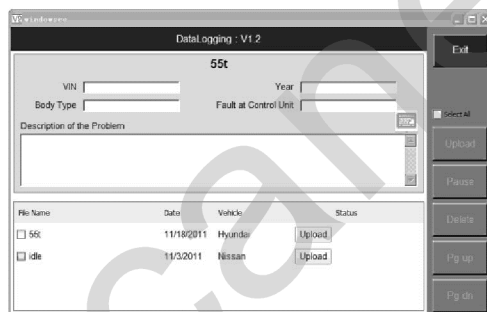 DataLogging : V1.2
Exit
55t
VIN
Year
Body Type
Fault at Control Unit
Select All
Description of the Problem
Upload
Pause
File Name Date Vehicle Status
Delete
55t 11/18/2011 Hyundai Upload
idle 11/3/2011 Nissan Upload
Pg up
Pg dn